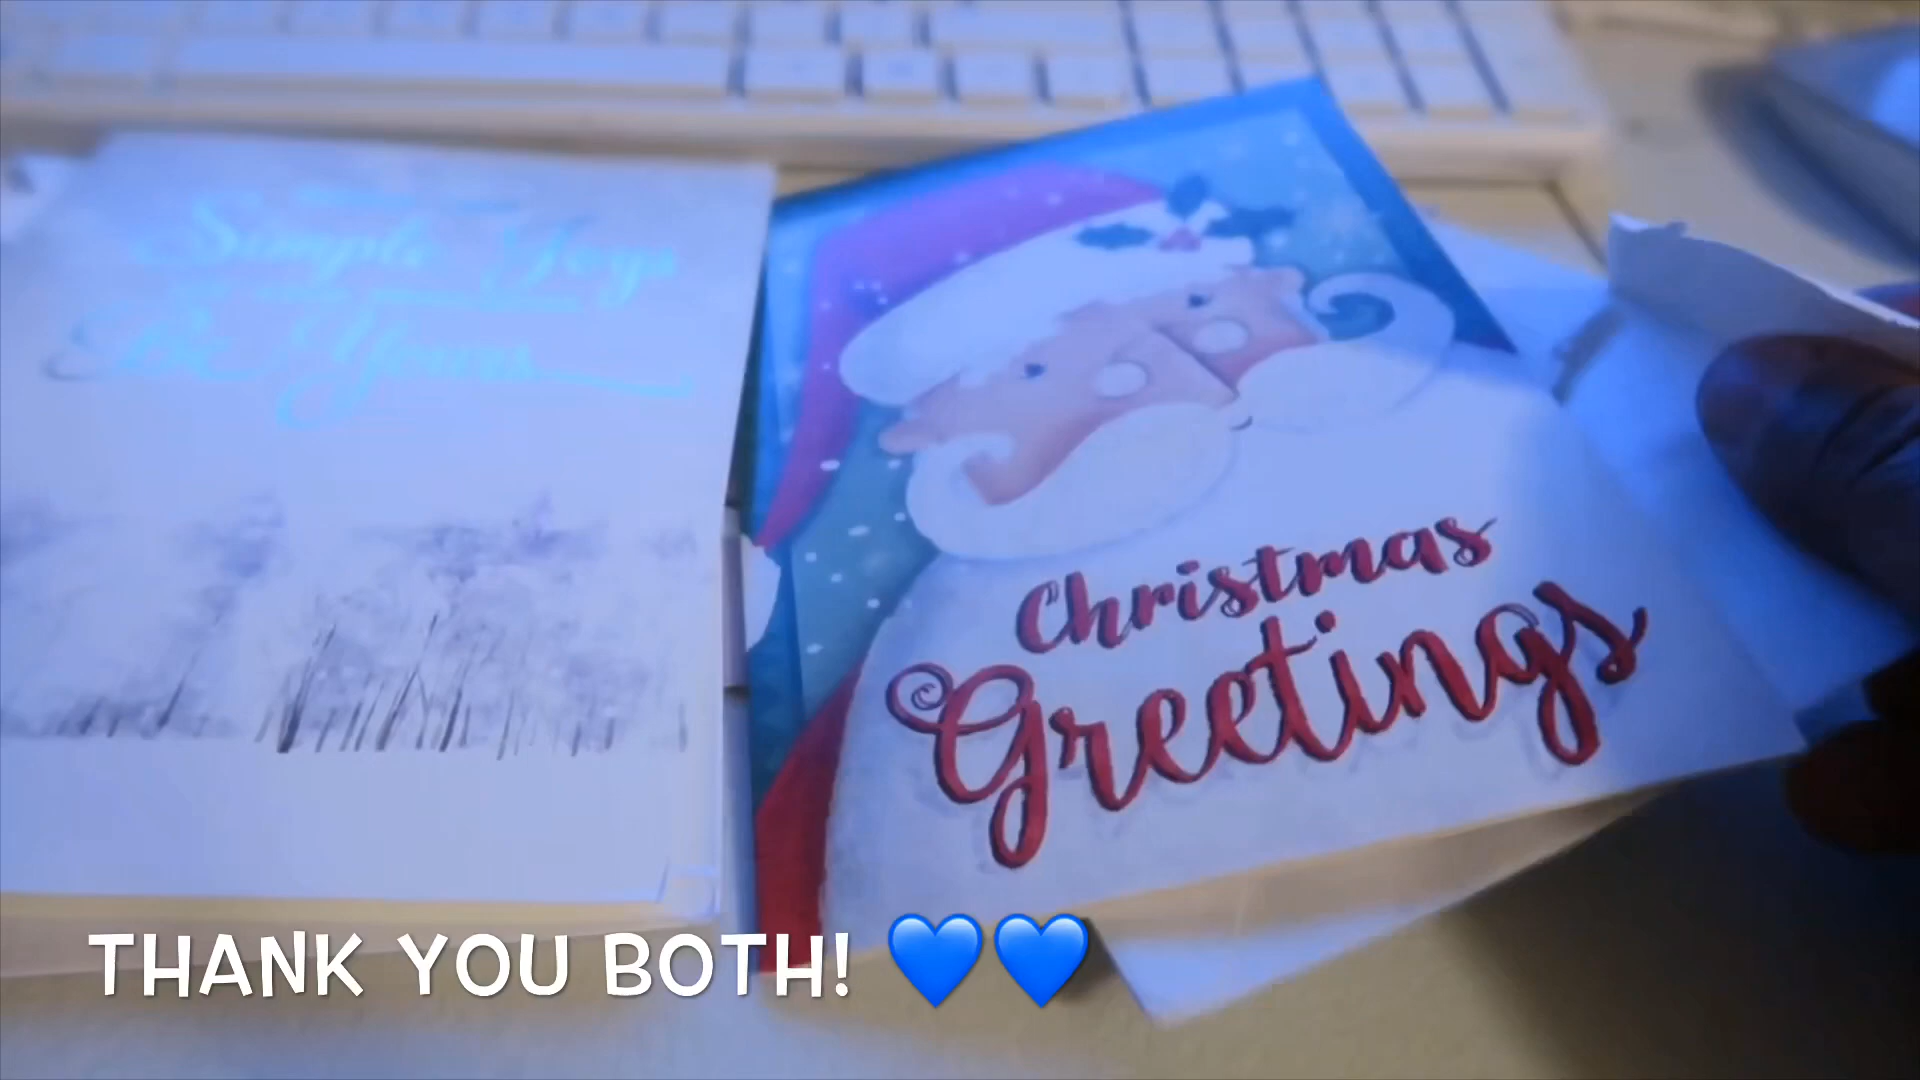 Simple Joys
Be Yours
Christmas
Greetings
THANK YOU BOTH! 💙💙